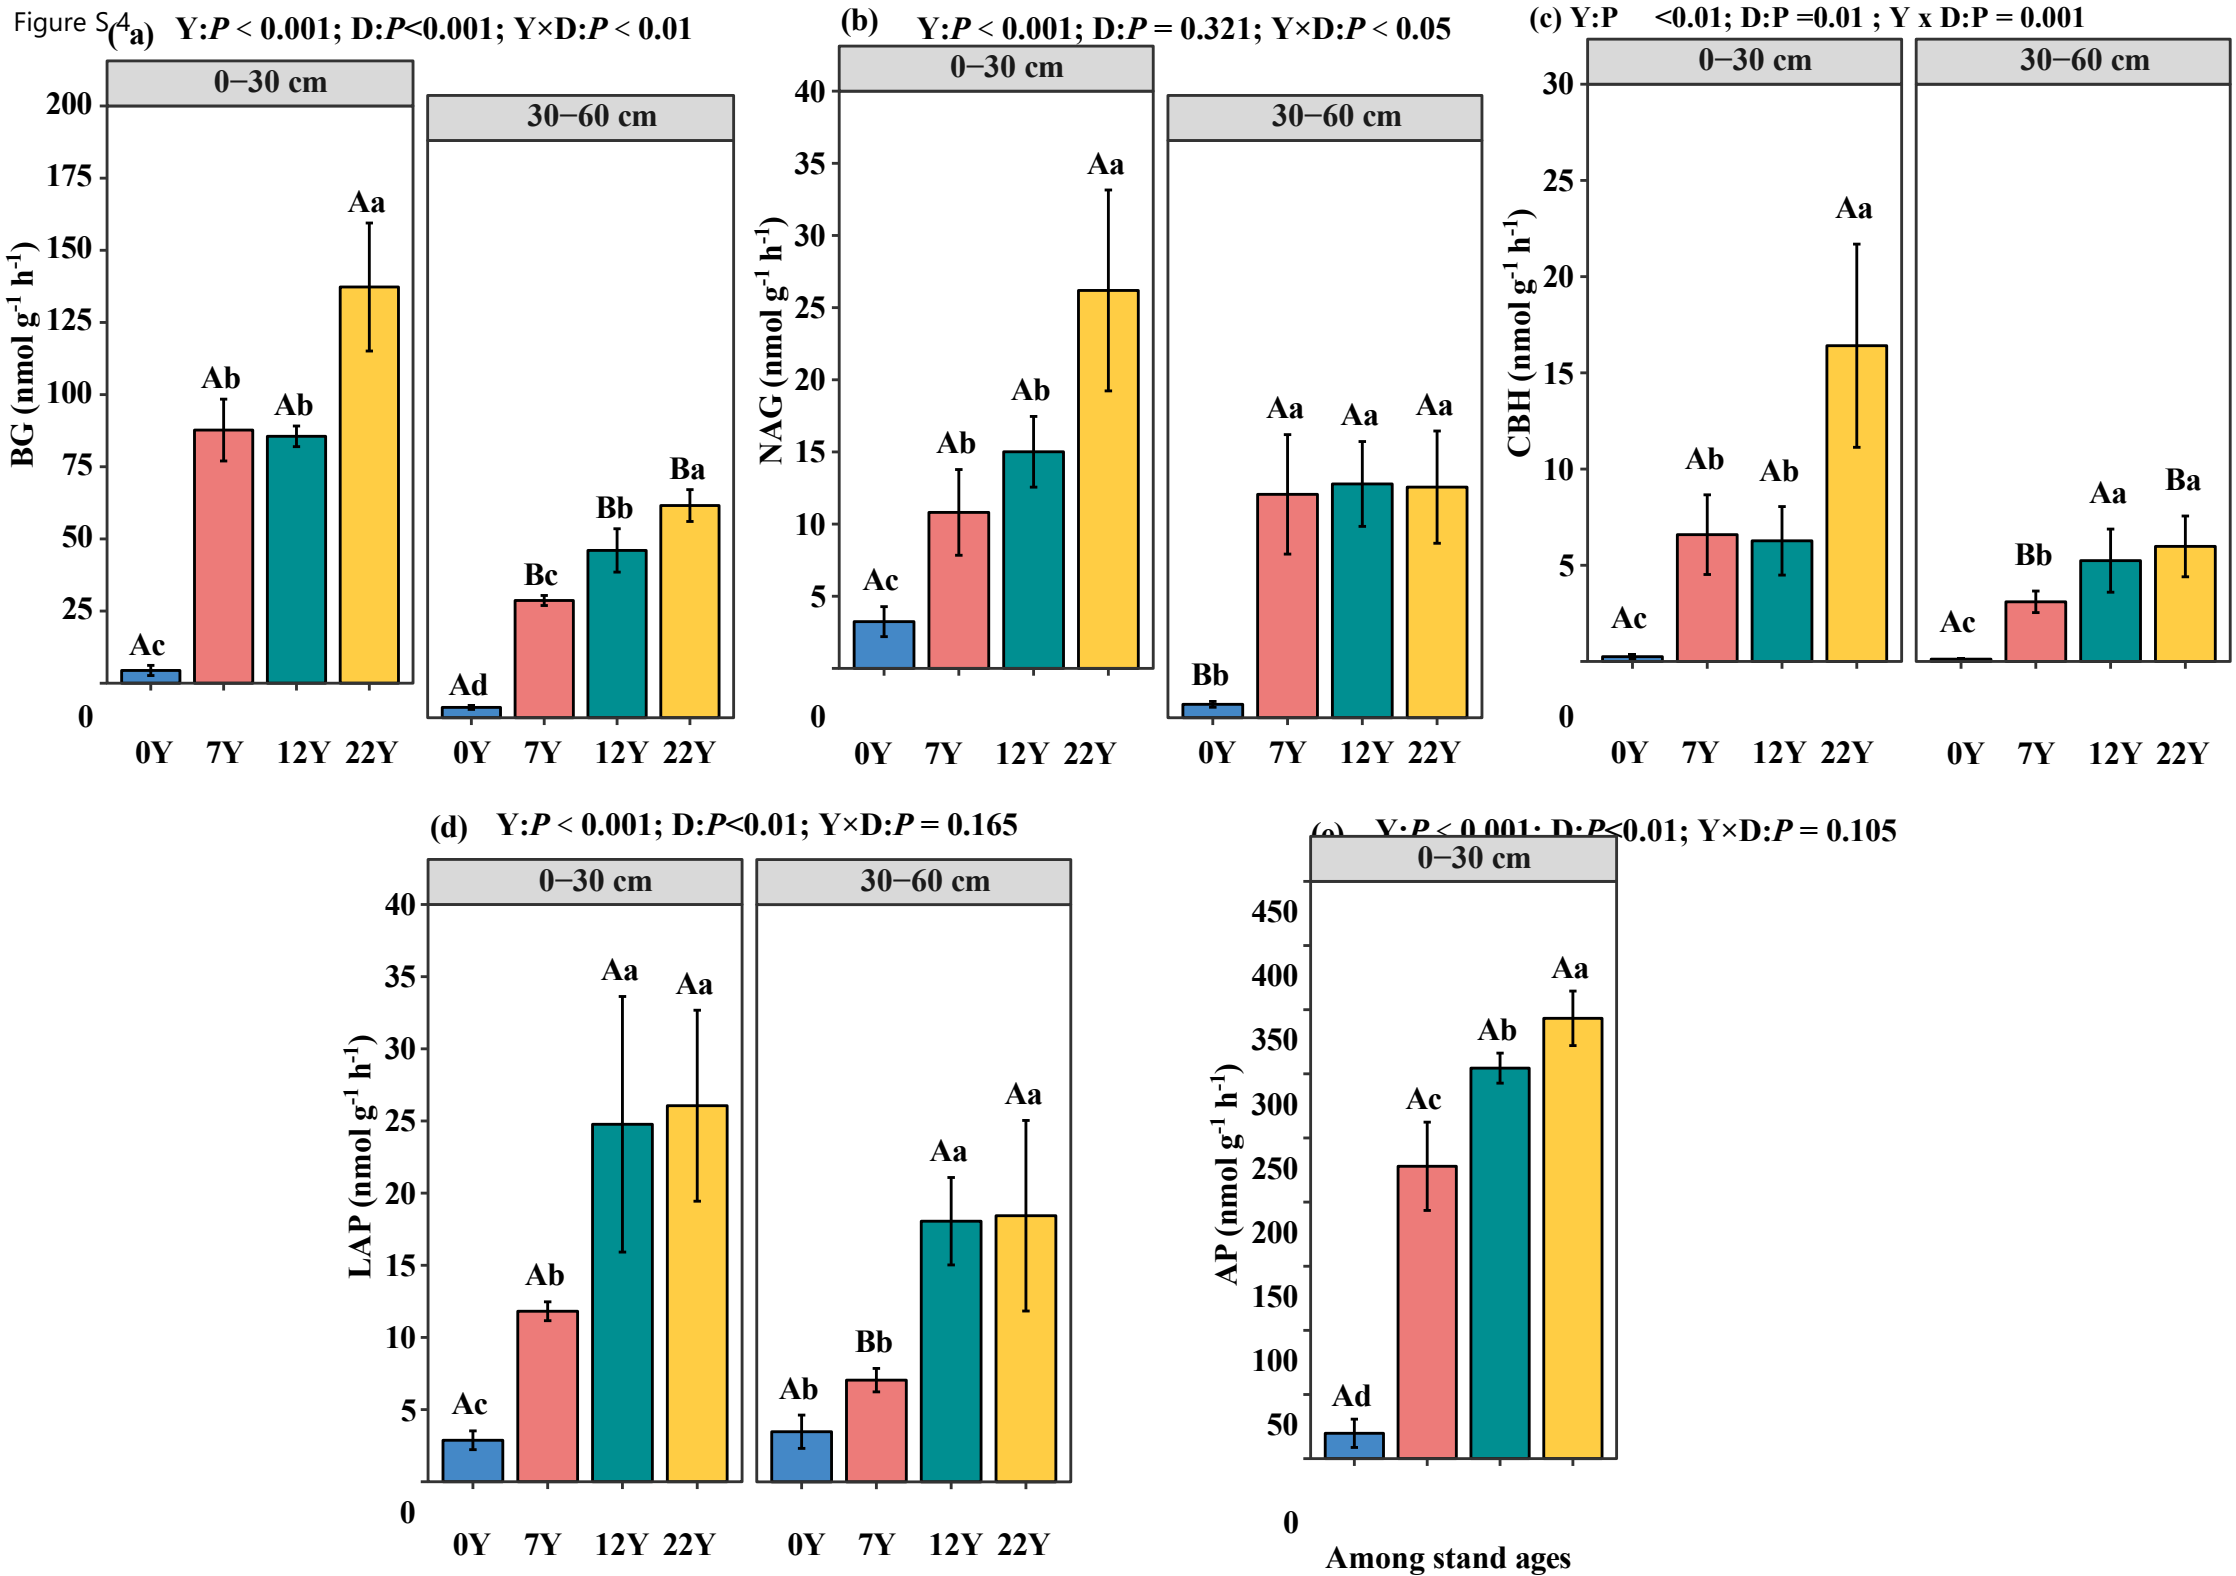 Figure S 4
(a) Y:P < 0.001; D:P<0.001; Y×D:P < 0.01
0−30 cm
30−60 cm
BG (nmol g-1 h-1)
200
175
150
125
100
75
50
25
0
Ac
Ab
Ab
Aa
Ad
Bc
Bb
Ba
0Y 7Y 12Y 22Y
0Y 7Y 12Y 22Y
(b) Y:P < 0.001; D:P = 0.321; Y×D:P < 0.05
0−30 cm
30−60 cm
NAG (nmol g-1 h-1)
40
35
30
25
20
15
10
5
0
Ac
Ab
Ab
Aa
Bb
Aa
Aa
Aa
0Y 7Y 12Y 22Y
0Y 7Y 12Y 22Y
(c) Y:P <0.01; D:P =0.01 ; Y x D:P = 0.001
0−30 cm
30−60 cm
CBH (nmol g-1 h-1)
30
25
20
15
10
5
0
Ac
Ab
Ab
Aa
Ac
Bb
Aa
Ba
0Y 7Y 12Y 22Y
0Y 7Y 12Y 22Y
(d) Y:P < 0.001; D:P<0.01; Y×D:P = 0.165
0−30 cm
30−60 cm
LAP (nmol g-1 h-1)
40
35
30
25
20
15
10
5
0
Ac
Ab
Aa
Aa
Ab
Bb
Aa
Aa
0Y 7Y 12Y 22Y
0Y 7Y 12Y 22Y
(e) Y:P < 0.001; D:P<0.01; Y×D:P = 0.105
0−30 cm
AP (nmol g-1 h-1)
450
400
350
300
250
200
150
100
50
0
Ad
Ac
Ab
Aa
Among stand ages